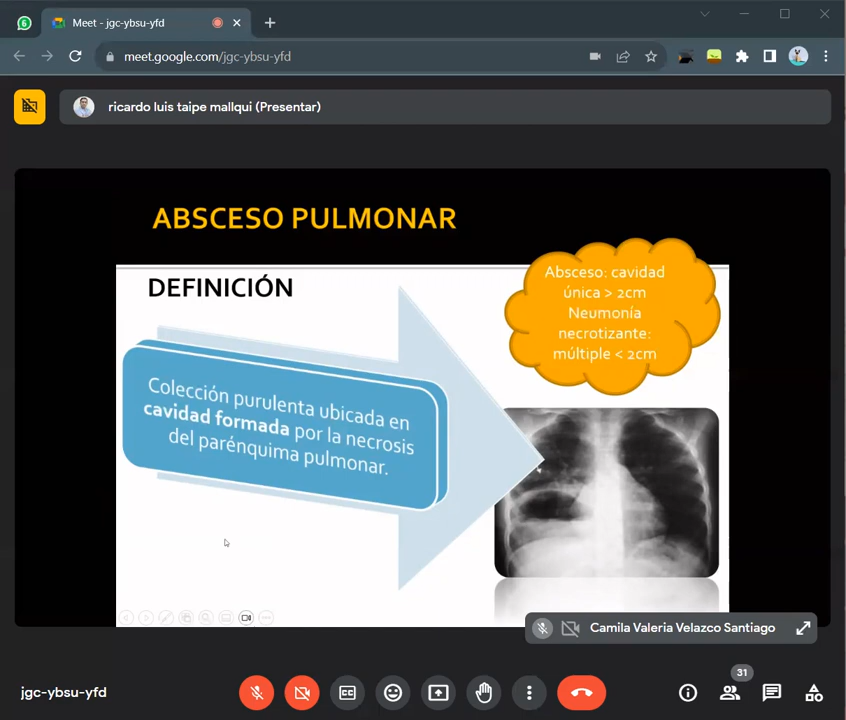 6
Meet - jgc-ybsu-yfd
meet.google.com/jgc-ybsu-yfd
ricardo luis taipe mallqui (Presentar)
ABSCESO PULMONAR
DEFINICIÓN
Absceso: cavidad
única > 2cm
Neumonía
necrotizante:
múltiple < 2cm
Colección purulenta ubicada en
cavidad formada por la necrosis
del parénquima pulmonar.
Camila Valeria Velazco Santiago
jgc-ybsu-yfd
CC
31